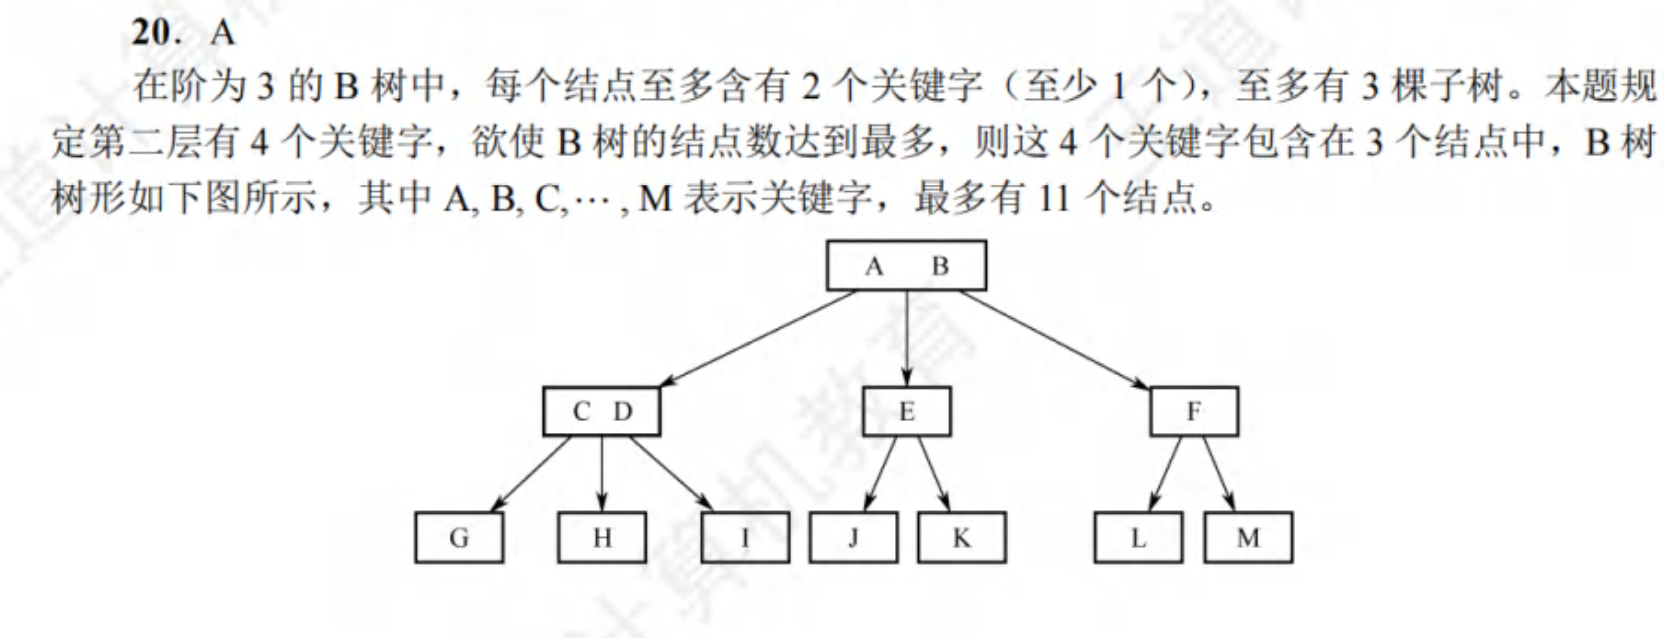 20. A
在阶为 3 的 B 树中，每个结点至多含有 2 个关键字（至少 1 个），至多有 3 棵子树。本题规
定第二层有 4 个关键字，欲使 B 树的结点数达到最多，则这 4 个关键字包含在 3 个结点中，B 树
树形如下图所示，其中 A, B, C,⋯, M 表示关键字，最多有 11 个结点。
A B
C D E F
G H I J K L M